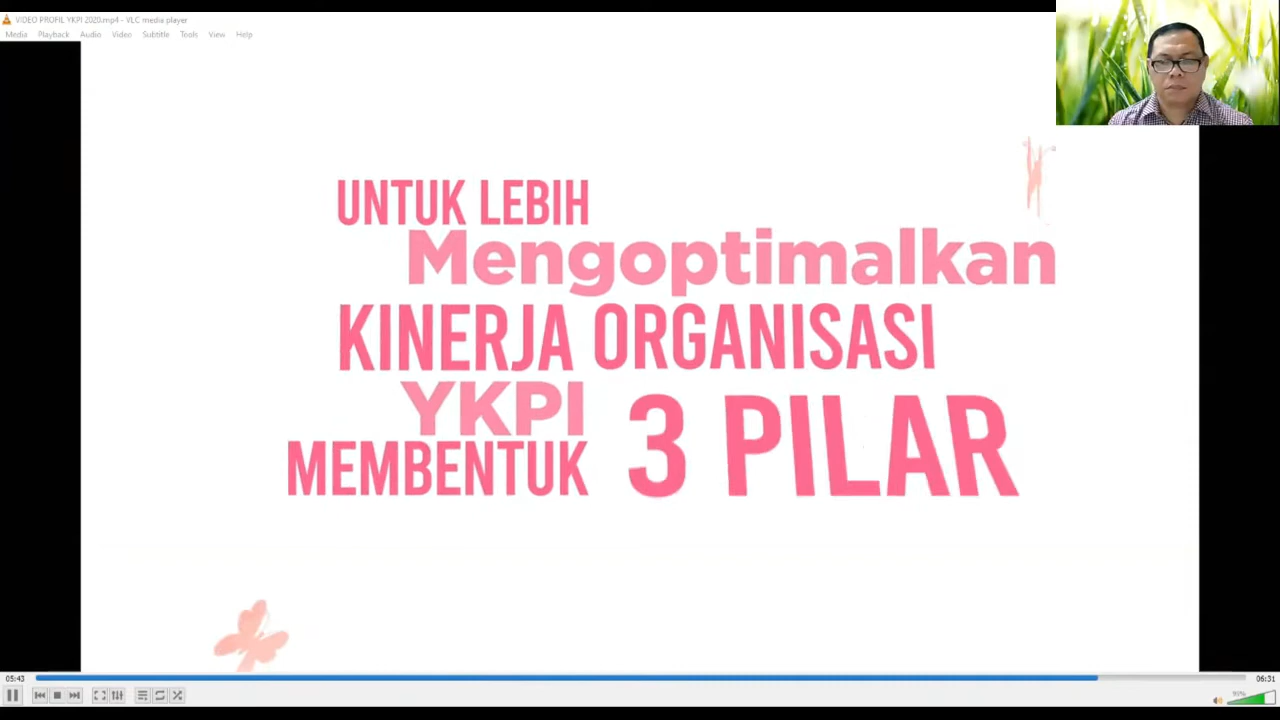 VIDEO PROFIL YKPI 2020.mp4 - VLC media player
Media Playback Audio Video Subtitle Tools View Help
UNTUK LEBIH
Mengoptimalkan
KINERJA ORGANISASI
YKPI
MEMBENTUK 3 PILAR
05:43
06:31
95%